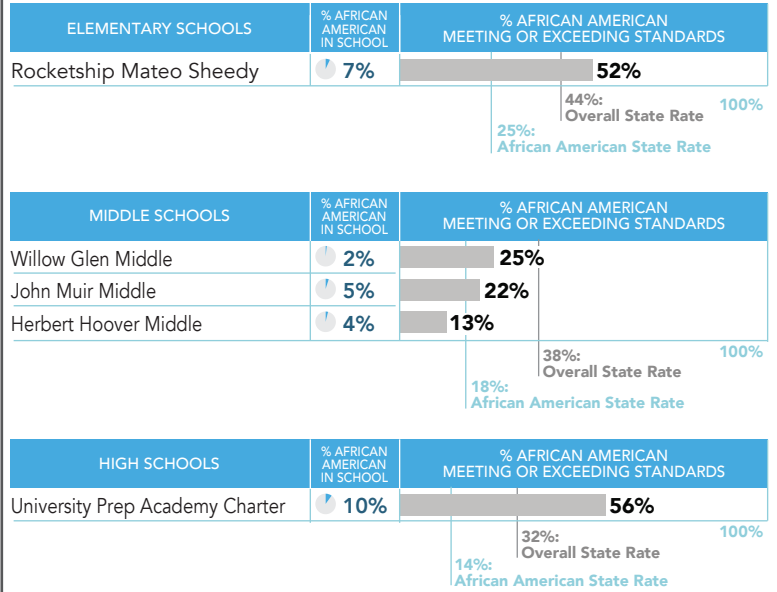 ELEMENTARY SCHOOLS
% AFRICAN
AMERICAN
IN SCHOOL
% AFRICAN AMERICAN
MEETING OR EXCEEDING STANDARDS
Rocketship Mateo Sheedy 7% 52%
44%:
Overall State Rate
100%
25%:
African American State Rate
MIDDLE SCHOOLS
% AFRICAN
AMERICAN
IN SCHOOL
% AFRICAN AMERICAN
MEETING OR EXCEEDING STANDARDS
Willow Glen Middle 2% 25%
John Muir Middle 5% 22%
Herbert Hoover Middle 4% 13%
38%:
Overall State Rate
100%
18%:
African American State Rate
HIGH SCHOOLS
% AFRICAN
AMERICAN
IN SCHOOL
% AFRICAN AMERICAN
MEETING OR EXCEEDING STANDARDS
University Prep Academy Charter 10% 56%
32%:
Overall State Rate
100%
14%:
African American State Rate